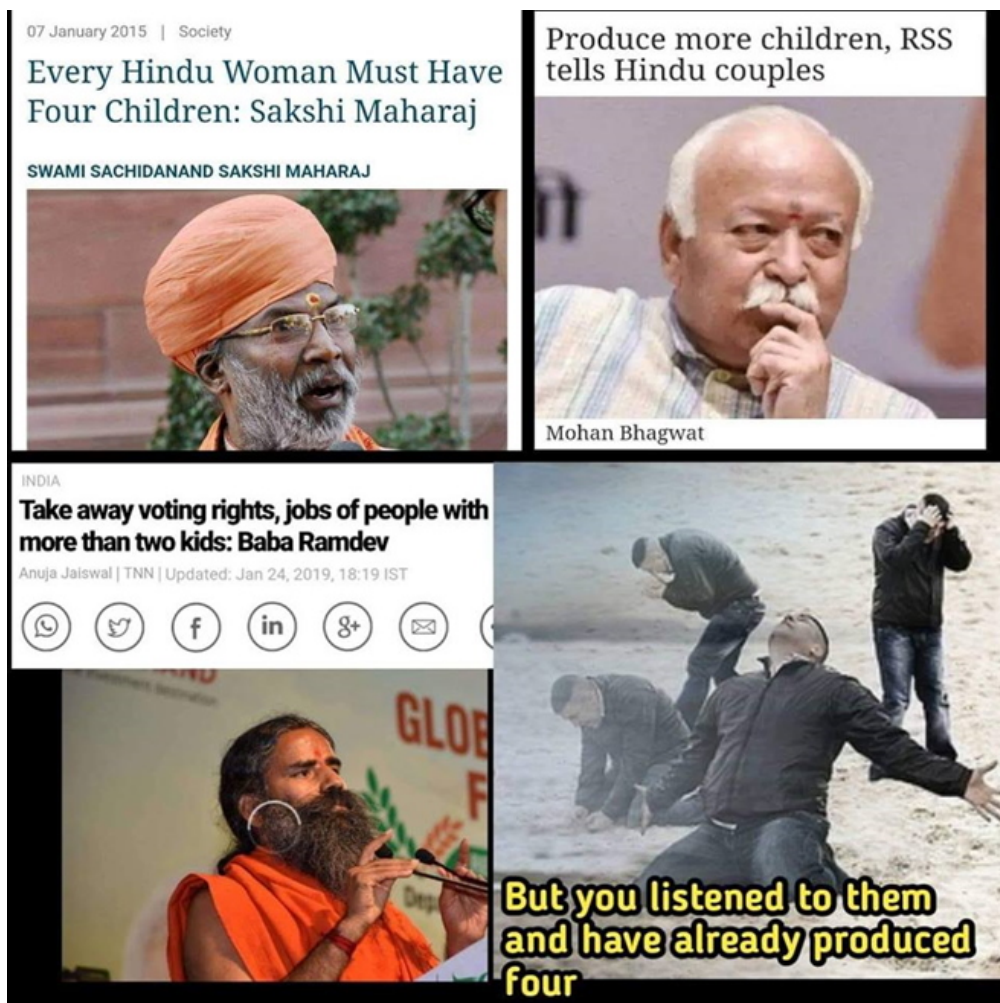 07 January 2015 | Society
Every Hindu Woman Must Have
Four Children: Sakshi Maharaj
SWAMI SACHIDANAND SAKSHI MAHARAJ
Produce more children, RSS
tells Hindu couples
Mohan Bhagwat
INDIA
Take away voting rights, jobs of people with
more than two kids: Baba Ramdev
Anuja Jaiswal | TNN | Updated: Jan 24, 2019, 18:19 IST
f
in
g+
GLOB
F
But you listened to them
and have already produced
four